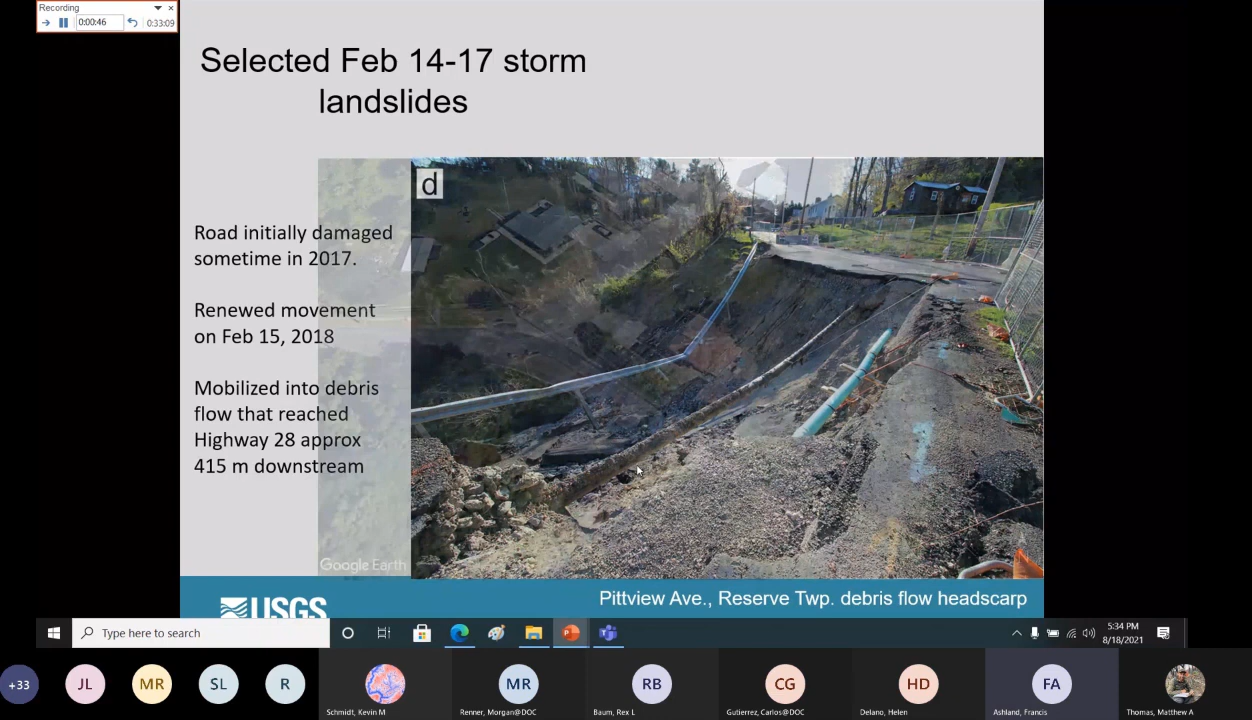 Recording
0:00:46
0:33:09
Selected Feb 14-17 storm
landslides
d
Road initially damaged
sometime in 2017.
Renewed movement
on Feb 15, 2018
Mobilized into debris
flow that reached
Highway 28 approx
415 m downstream
Google Earth
USGS
Pittview Ave., Reserve Twp. debris flow headscarp
Type here to search
5:34 PM
8/18/2021
+33
JL
MR
SL
R
MR
RB
CG
HD
FA
Schmidt, Kevin M
Renner, Morgan@DOC
Baum, Rex L
Gutierrez, Carlos@DOC
Delano, Helen
Ashland, Francis
Thomas, Matthew A